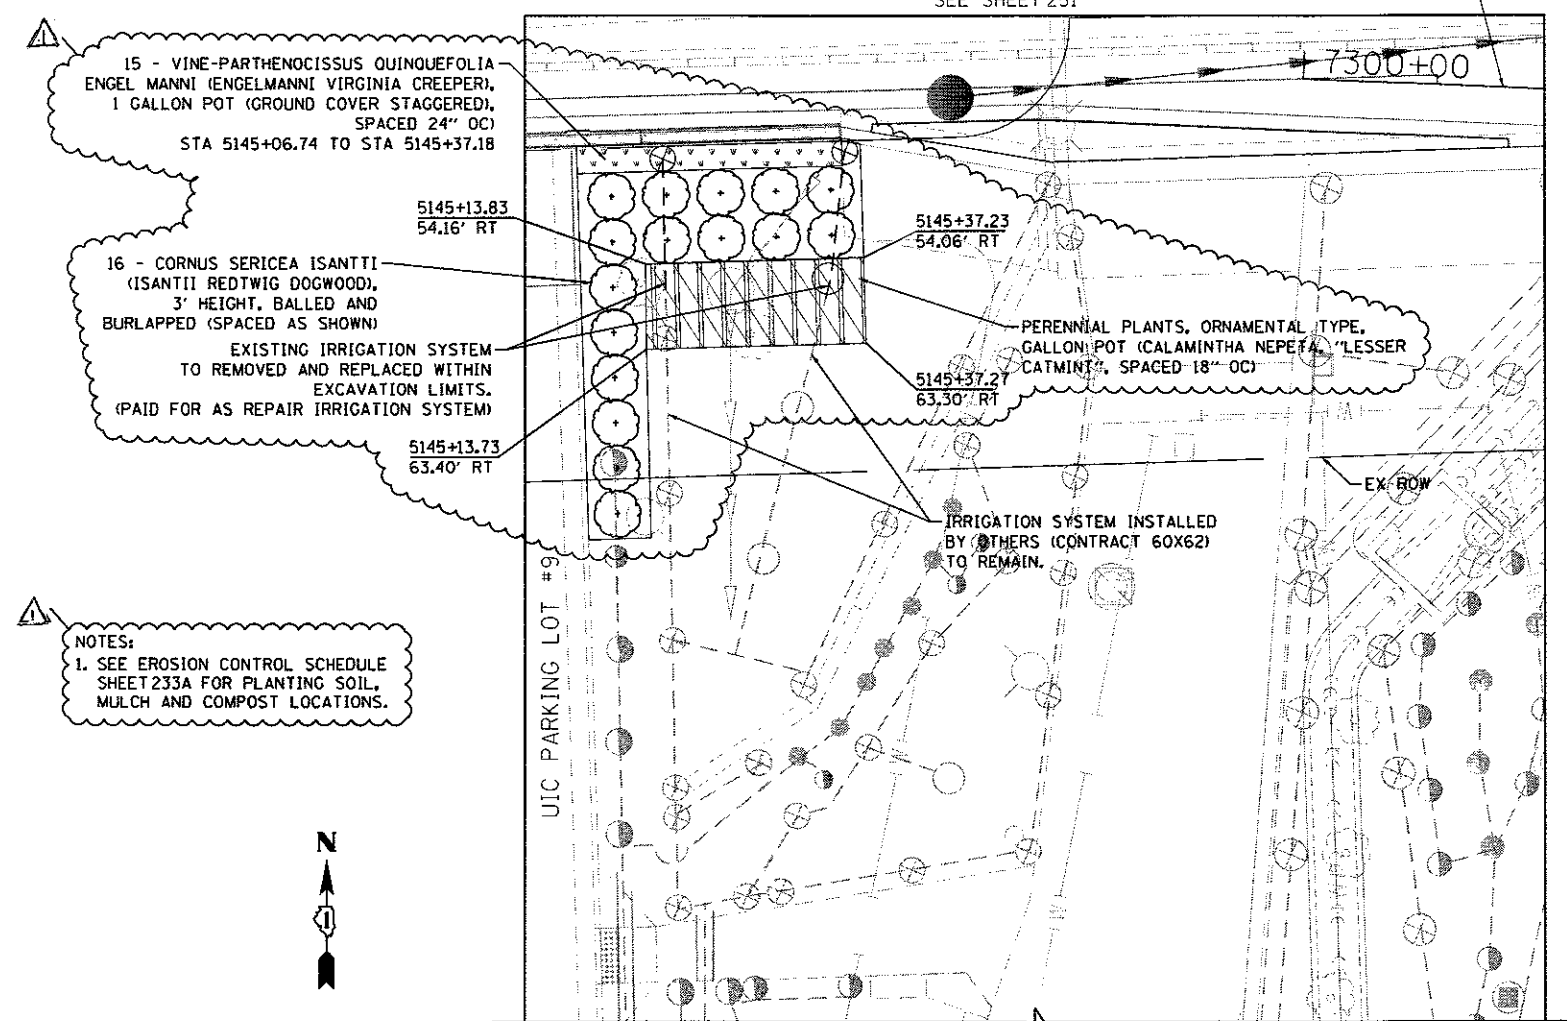 SEE SHEET 231
7300+00
1
15 - VINE-PARTHENOCISSUS QUINQUEFOLIA
ENGEL MANNI (ENGELMANNI VIRGINIA CREEPER),
1 GALLON POT (GROUND COVER STAGGERED),
SPACED 24" OC)
STA 5145+06.74 TO STA 5145+37.18
5145+13.83
54.16' RT
5145+37.23
54.06' RT
16 - CORNUS SERICEA ISANTTI
(ISANTII REDTWIG DOGWOOD),
3' HEIGHT, BALLED AND
BURLAPPED (SPACED AS SHOWN)
EXISTING IRRIGATION SYSTEM
TO REMOVED AND REPLACED WITHIN
EXCAVATION LIMITS.
(PAID FOR AS REPAIR IRRIGATION SYSTEM)
PERENNIAL PLANTS, ORNAMENTAL TYPE,
GALLON POT (CALAMINTHA NEPETA, "LESSER
CATMINT", SPACED 18" OC)
5145+37.27
63.30' RT
5145+13.73
63.40' RT
EX ROW
IRRIGATION SYSTEM INSTALLED
BY OTHERS (CONTRACT 60X62)
TO REMAIN.
UIC PARKING LOT #9
1
NOTES:
1. SEE EROSION CONTROL SCHEDULE
SHEET 233A FOR PLANTING SOIL,
MULCH AND COMPOST LOCATIONS.
N